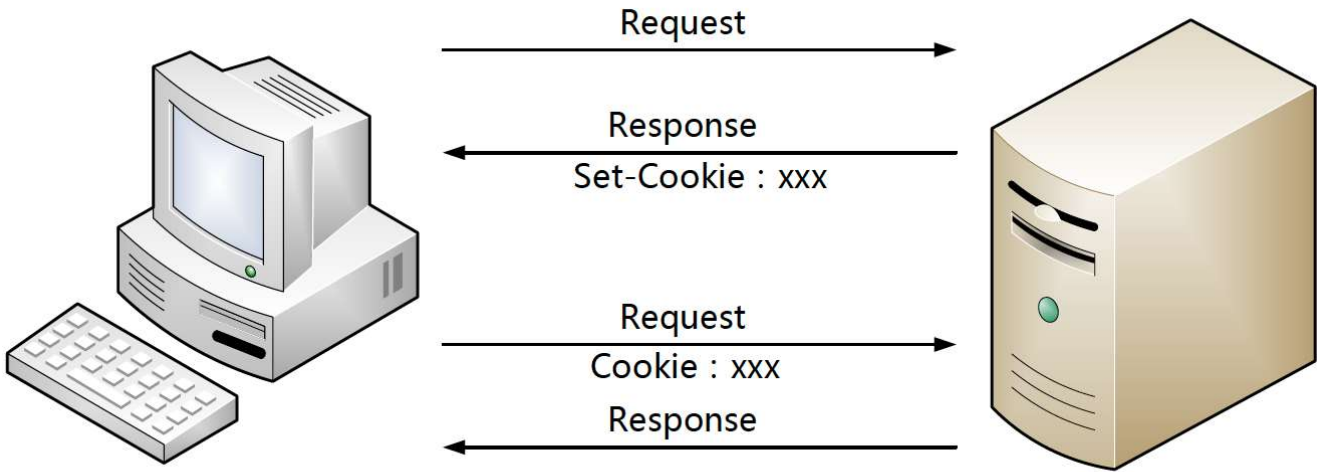 Request
Response
Set-Cookie：xxx
Request
Cookie：xxx
Response